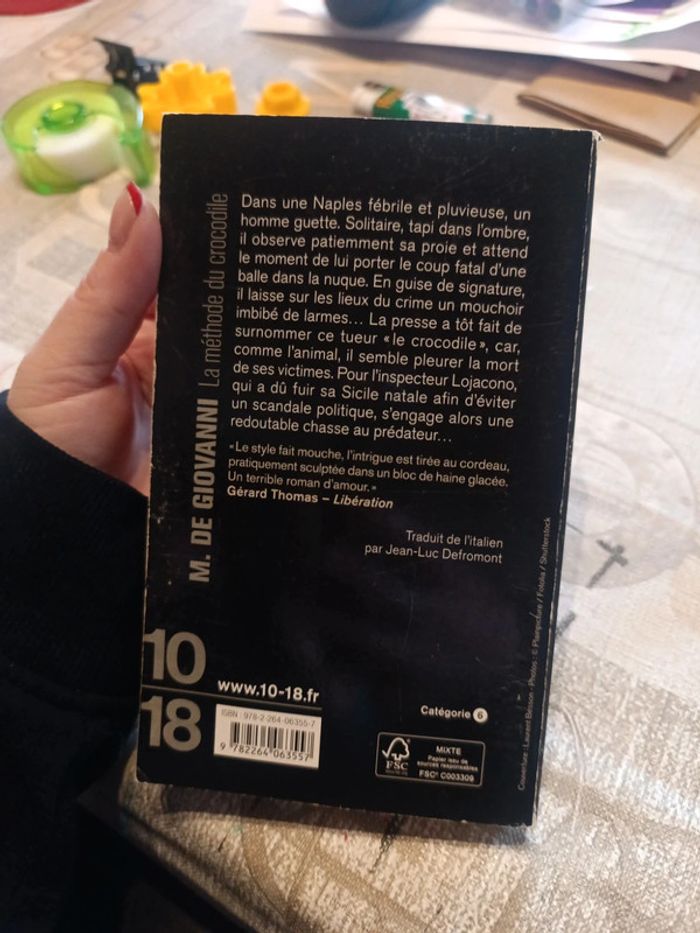 M. DE GIOVANNI La méthode du crocodile
Dans une Naples fébrile et pluvieuse, un
homme guette. Solitaire, tapi dans l'ombre,
il observe patiemment sa proie et attend
le moment de lui porter le coup fatal d'une
balle dans la nuque. En guise de signature,
il laisse sur les lieux du crime un mouchoir
imbibé de larmes... La presse a tôt fait de
surnommer ce tueur « le crocodile », car,
comme l'animal, il semble pleurer la mort
de ses victimes. Pour l'inspecteur Lojacono,
qui a dû fuir sa Sicile natale afin d'éviter
un scandale politique, s'engage alors une
redoutable chasse au prédateur...
« Le style fait mouche, l'intrigue est tirée au cordeau,
pratiquement sculptée dans un bloc de haine glacée.
Un terrible roman d'amour. »
Gérard Thomas – Libération
Traduit de l'italien
par Jean-Luc Defromont
10
18
www.10-18.fr
ISBN : 978-2-264-06355-7
9 782264 063557
Catégorie 6
FSC
MIXTE
Papier issu de
sources responsables
FSC® C003309
Couverture : Laurent Besson · Photos : © Plainpicture / Fotolia / Shutterstock